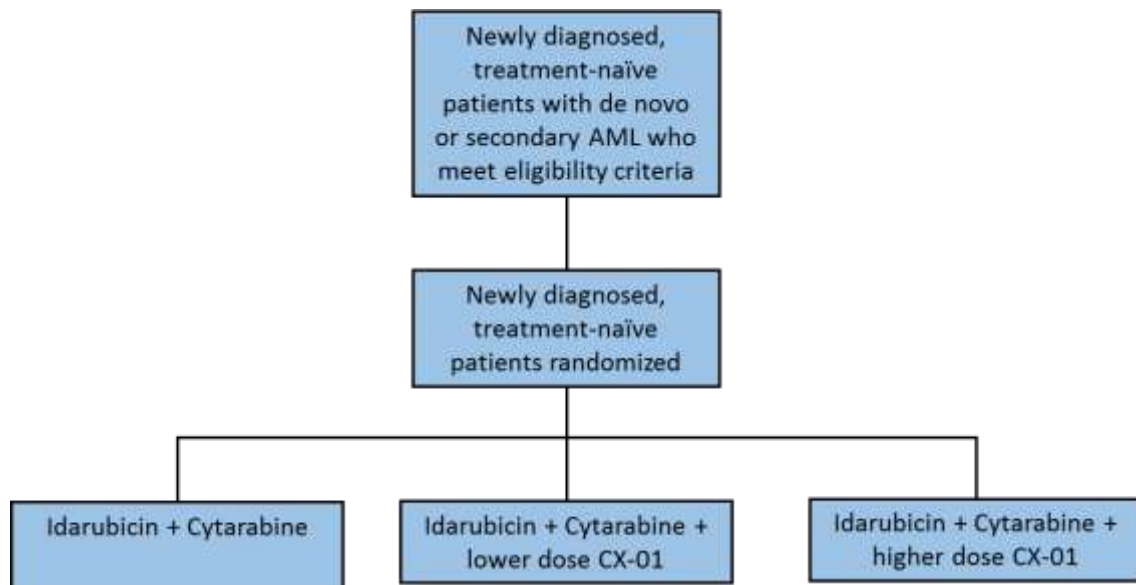 Newly diagnosed,
treatment-naïve
patients with de novo
or secondary AML who
meet eligibility criteria
Newly diagnosed,
treatment-naïve
patients randomized
Idarubicin + Cytarabine
Idarubicin + Cytarabine +
lower dose CX-01
Idarubicin + Cytarabine +
higher dose CX-01